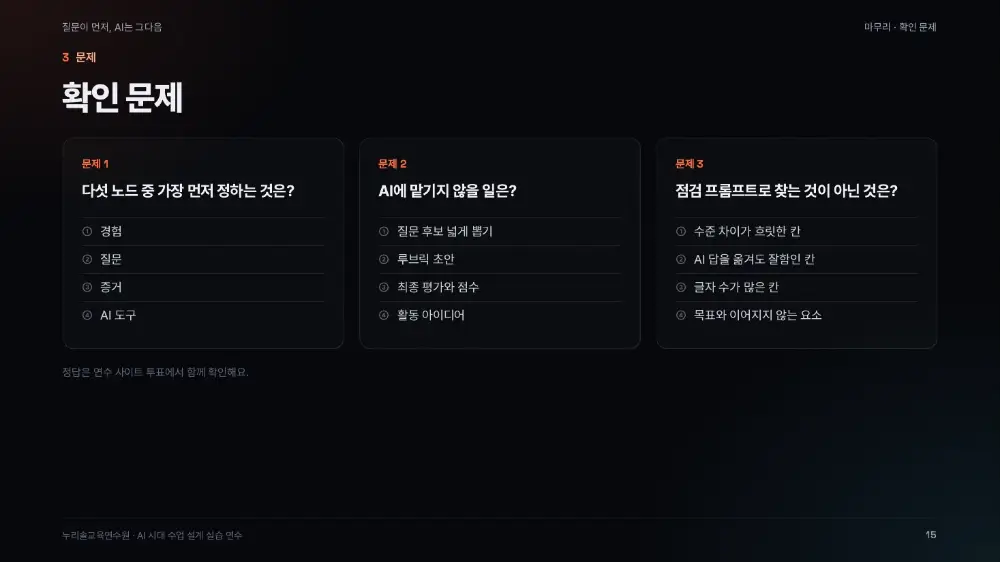 질문이 먼저, AI는 그다음
마무리 · 확인 문제
3 문제
확인 문제
문제 1
다섯 노드 중 가장 먼저 정하는 것은?
① 경험
② 질문
③ 증거
④ AI 도구
문제 2
AI에 맡기지 않을 일은?
① 질문 후보 넓게 뽑기
② 루브릭 초안
③ 최종 평가와 점수
④ 활동 아이디어
문제 3
점검 프롬프트로 찾는 것이 아닌 것은?
① 수준 차이가 흐릿한 칸
② AI 답을 옮겨도 잘함인 칸
③ 글자 수가 많은 칸
④ 목표와 이어지지 않는 요소
정답은 연수 사이트 투표에서 함께 확인해요.
누리솔교육연수원 · AI 시대 수업 설계 실습 연수
15